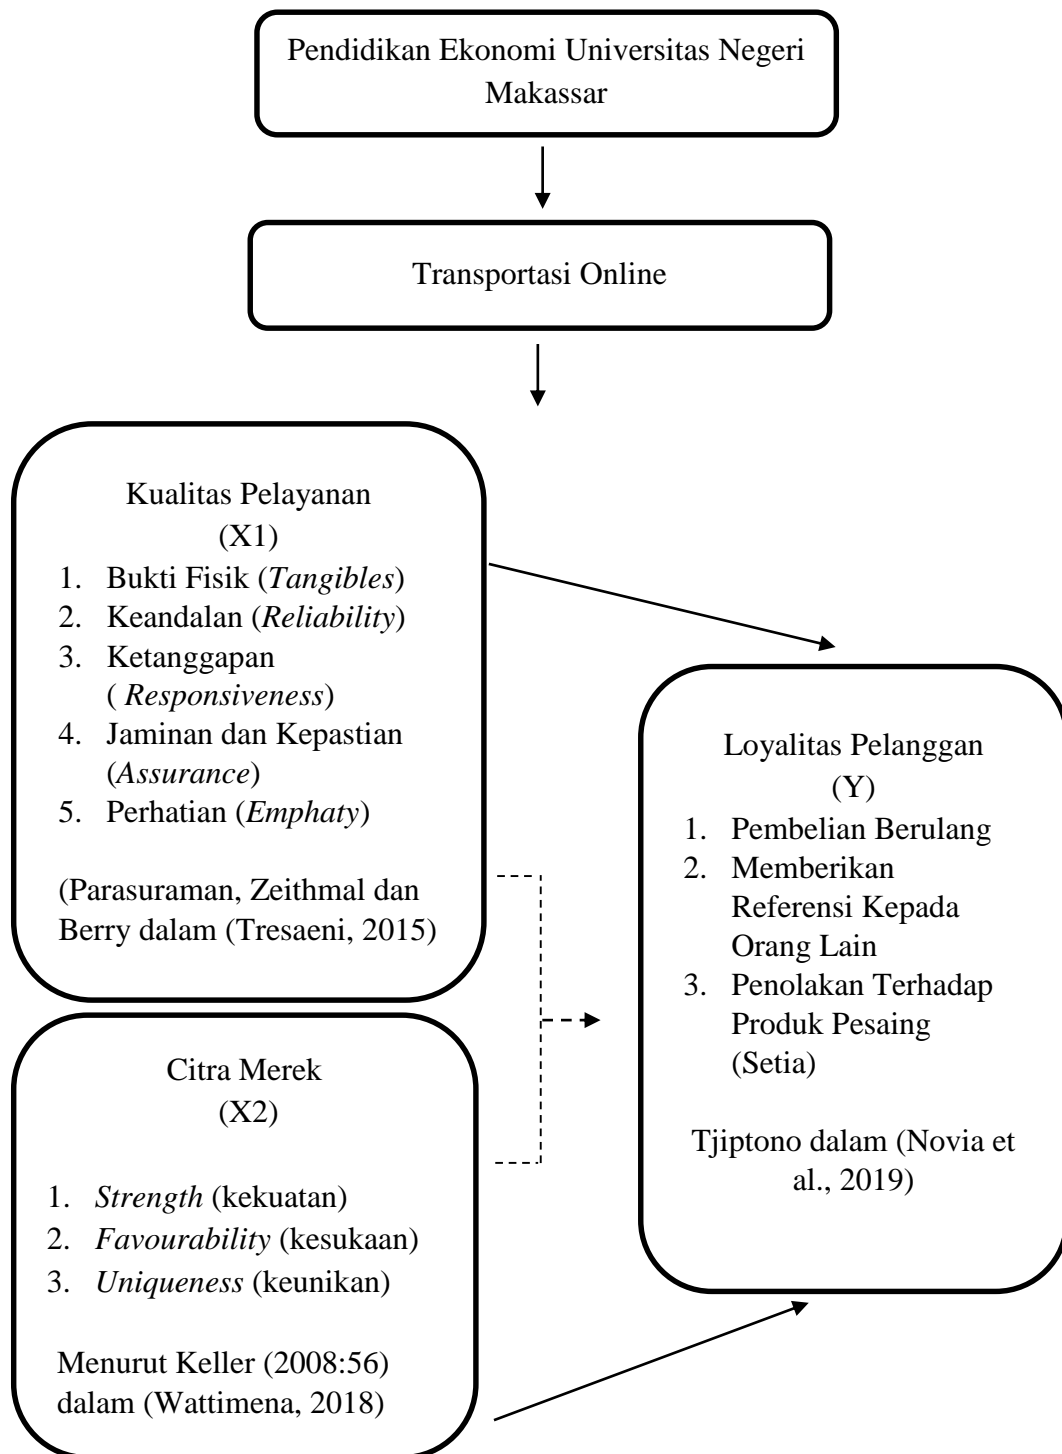 Pendidikan Ekonomi Universitas Negeri
Makassar
Transportasi Online
Kualitas Pelayanan
(X1)
1. Bukti Fisik (Tangibles)
2. Keandalan (Reliability)
3. Ketanggapan
( Responsiveness)
4. Jaminan dan Kepastian
(Assurance)
5. Perhatian (Emphaty)
(Parasuraman, Zeithmal dan
Berry dalam (Tresaeni, 2015)
Citra Merek
(X2)
1. Strength (kekuatan)
2. Favourability (kesukaan)
3. Uniqueness (keunikan)
Menurut Keller (2008:56)
dalam (Wattimena, 2018)
Loyalitas Pelanggan
(Y)
1. Pembelian Berulang
2. Memberikan
Referensi Kepada
Orang Lain
3. Penolakan Terhadap
Produk Pesaing
(Setia)
Tjiptono dalam (Novia et
al., 2019)